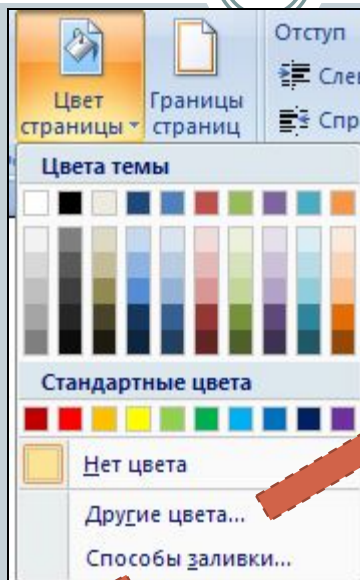 Цвет страницы
Границы страниц
Отступ
Цвета темы
Стандартные цвета
Нет цвета
Другие цвета...
Способы заливки...